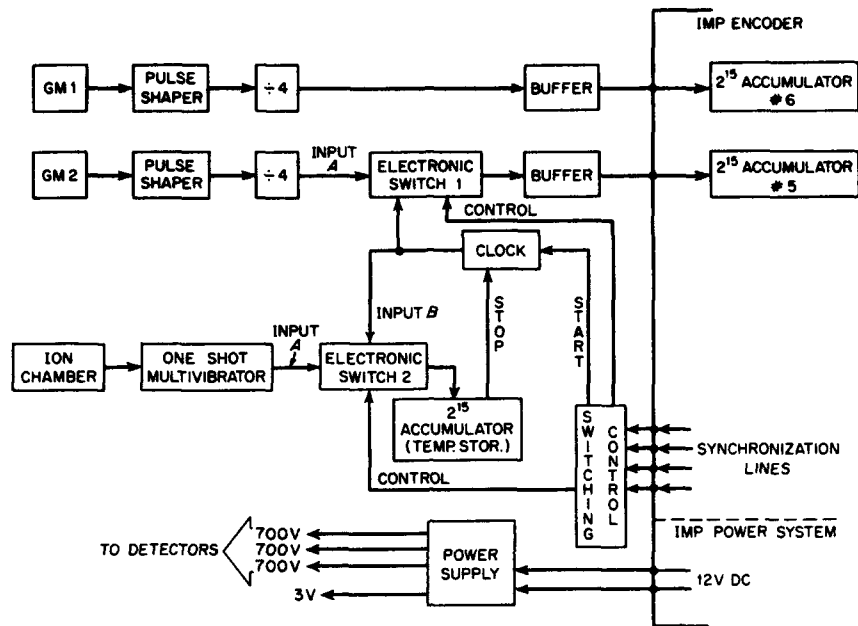 IMP ENCODER
GM 1
PULSE
SHAPER
÷4
BUFFER
2¹⁵ ACCUMULATOR
#6
GM 2
PULSE
SHAPER
÷4
INPUT
A
ELECTRONIC
SWITCH 1
BUFFER
2¹⁵ ACCUMULATOR
#5
CONTROL
CLOCK
INPUT B
STOP
START
ION
CHAMBER
ONE SHOT
MULTIVIBRATOR
INPUT
A
ELECTRONIC
SWITCH 2
2¹⁵
ACCUMULATOR
(TEMP. STOR.)
SWITCHING
CONTROL
SYNCHRONIZATION
LINES
CONTROL
IMP POWER SYSTEM
TO DETECTORS
700V
700V
700V
3V
POWER
SUPPLY
12V DC